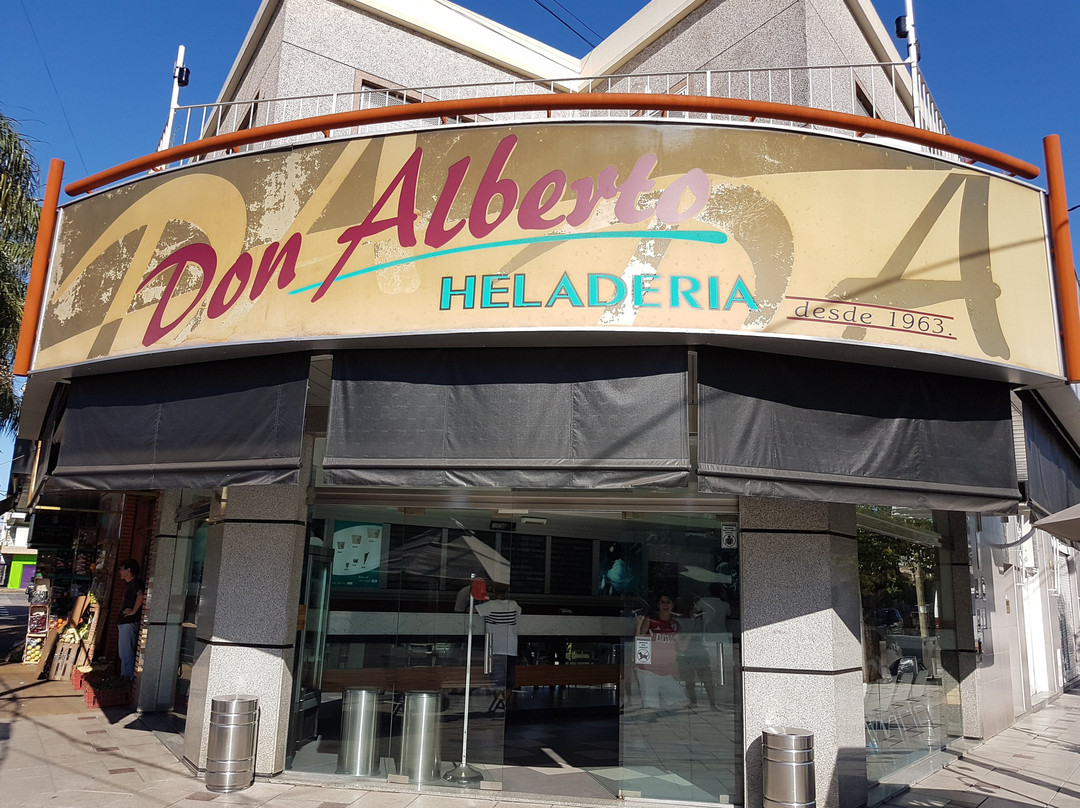 Don Alberto
HELADERIA
desde 1963.